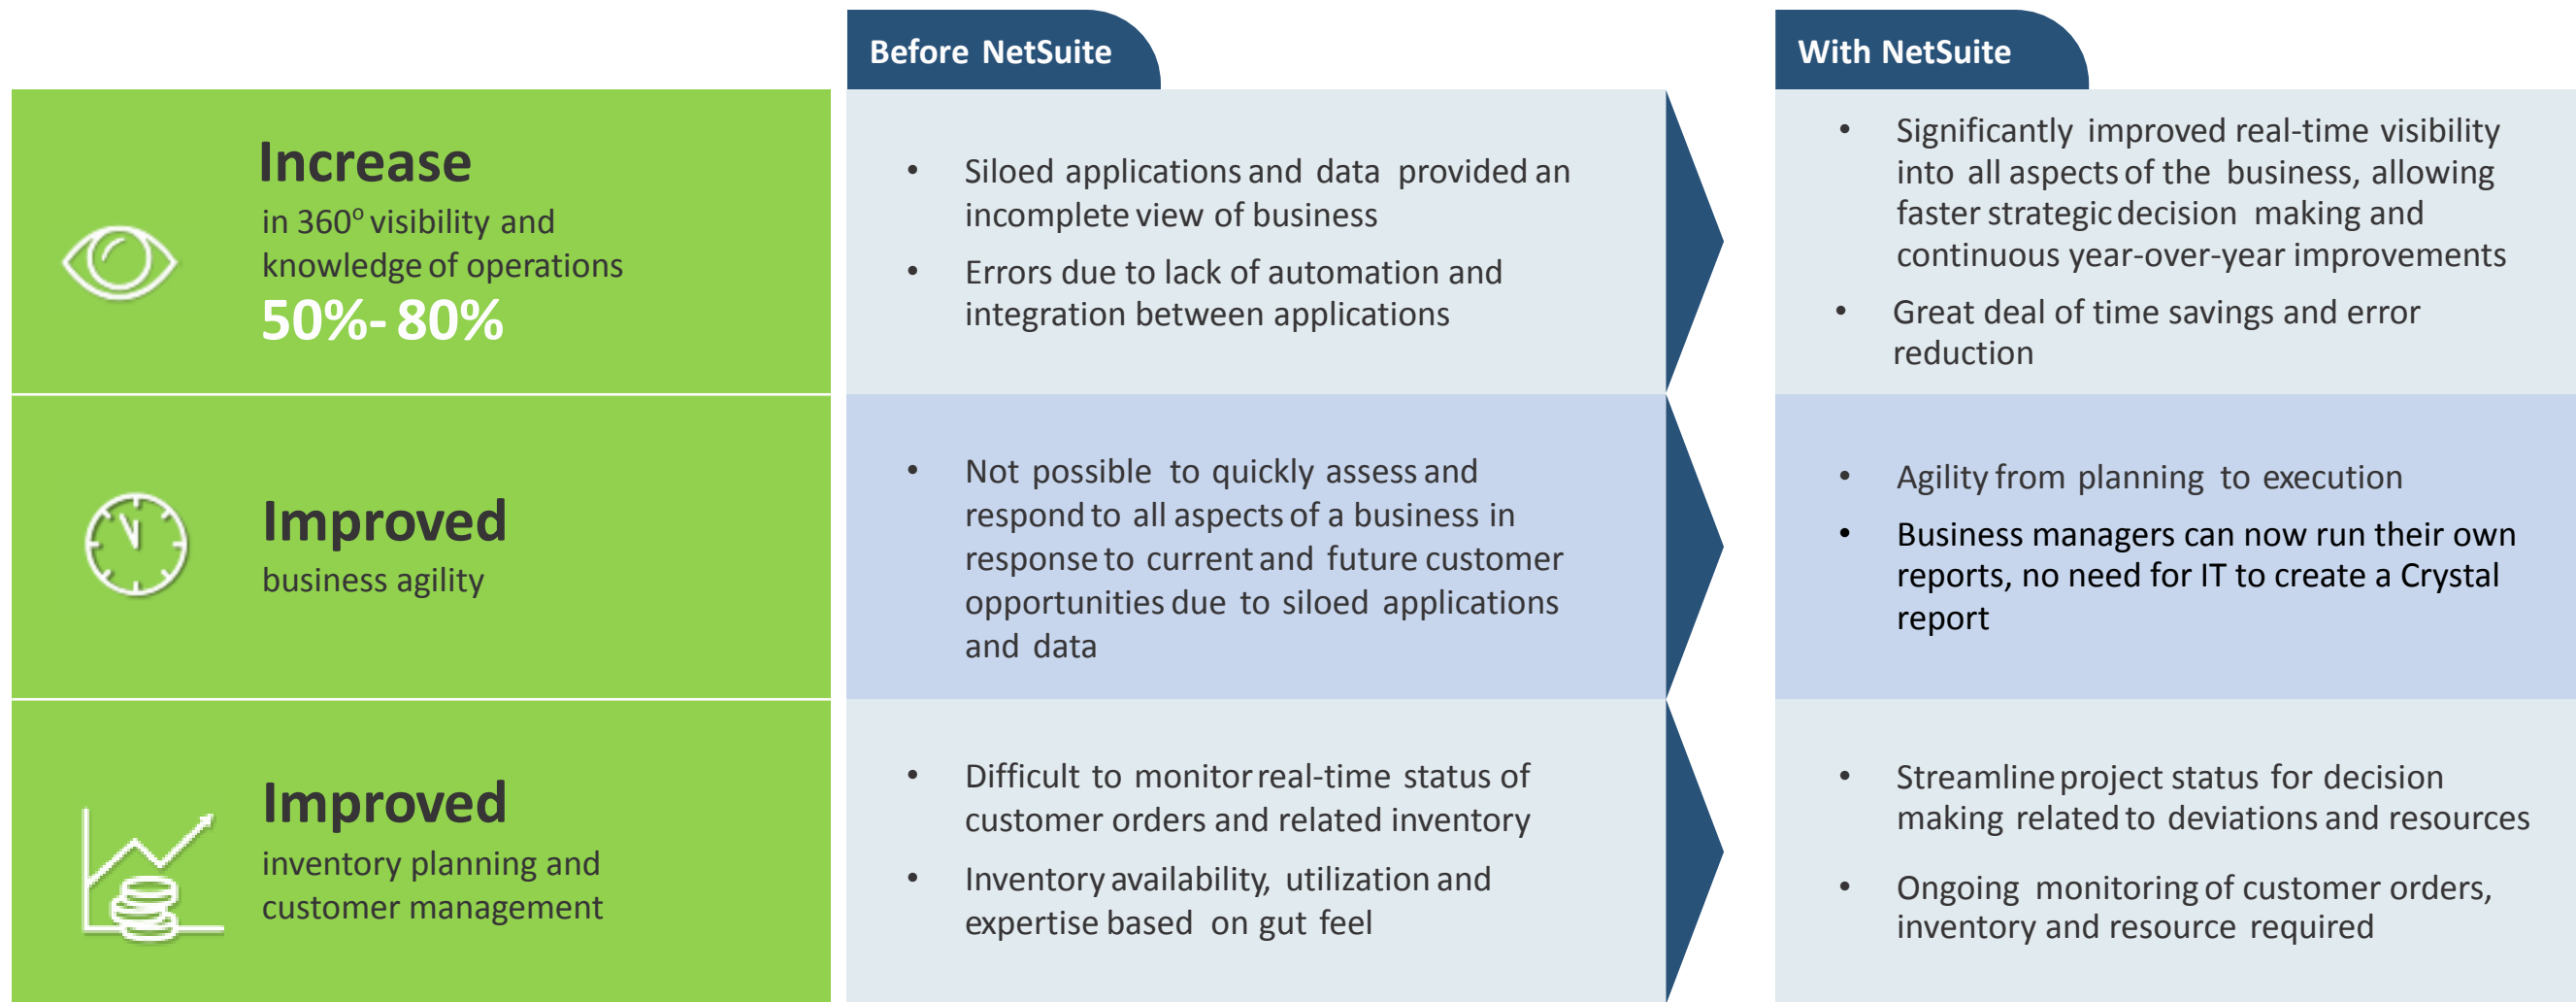 Before NetSuite
With NetSuite
Increase
in 360° visibility and
knowledge of operations
50%- 80%
• Siloed applications and data provided an
incomplete view of business
• Errors due to lack of automation and
integration between applications
• Significantly improved real-time visibility
into all aspects of the business, allowing
faster strategic decision making and
continuous year-over-year improvements
• Great deal of time savings and error
reduction
Improved
business agility
• Not possible to quickly assess and
respond to all aspects of a business in
response to current and future customer
opportunities due to siloed applications
and data
• Agility from planning to execution
• Business managers can now run their own
reports, no need for IT to create a Crystal
report
Improved
inventory planning and
customer management
• Difficult to monitor real-time status of
customer orders and related inventory
• Inventory availability, utilization and
expertise based on gut feel
• Streamline project status for decision
making related to deviations and resources
• Ongoing monitoring of customer orders,
inventory and resource required